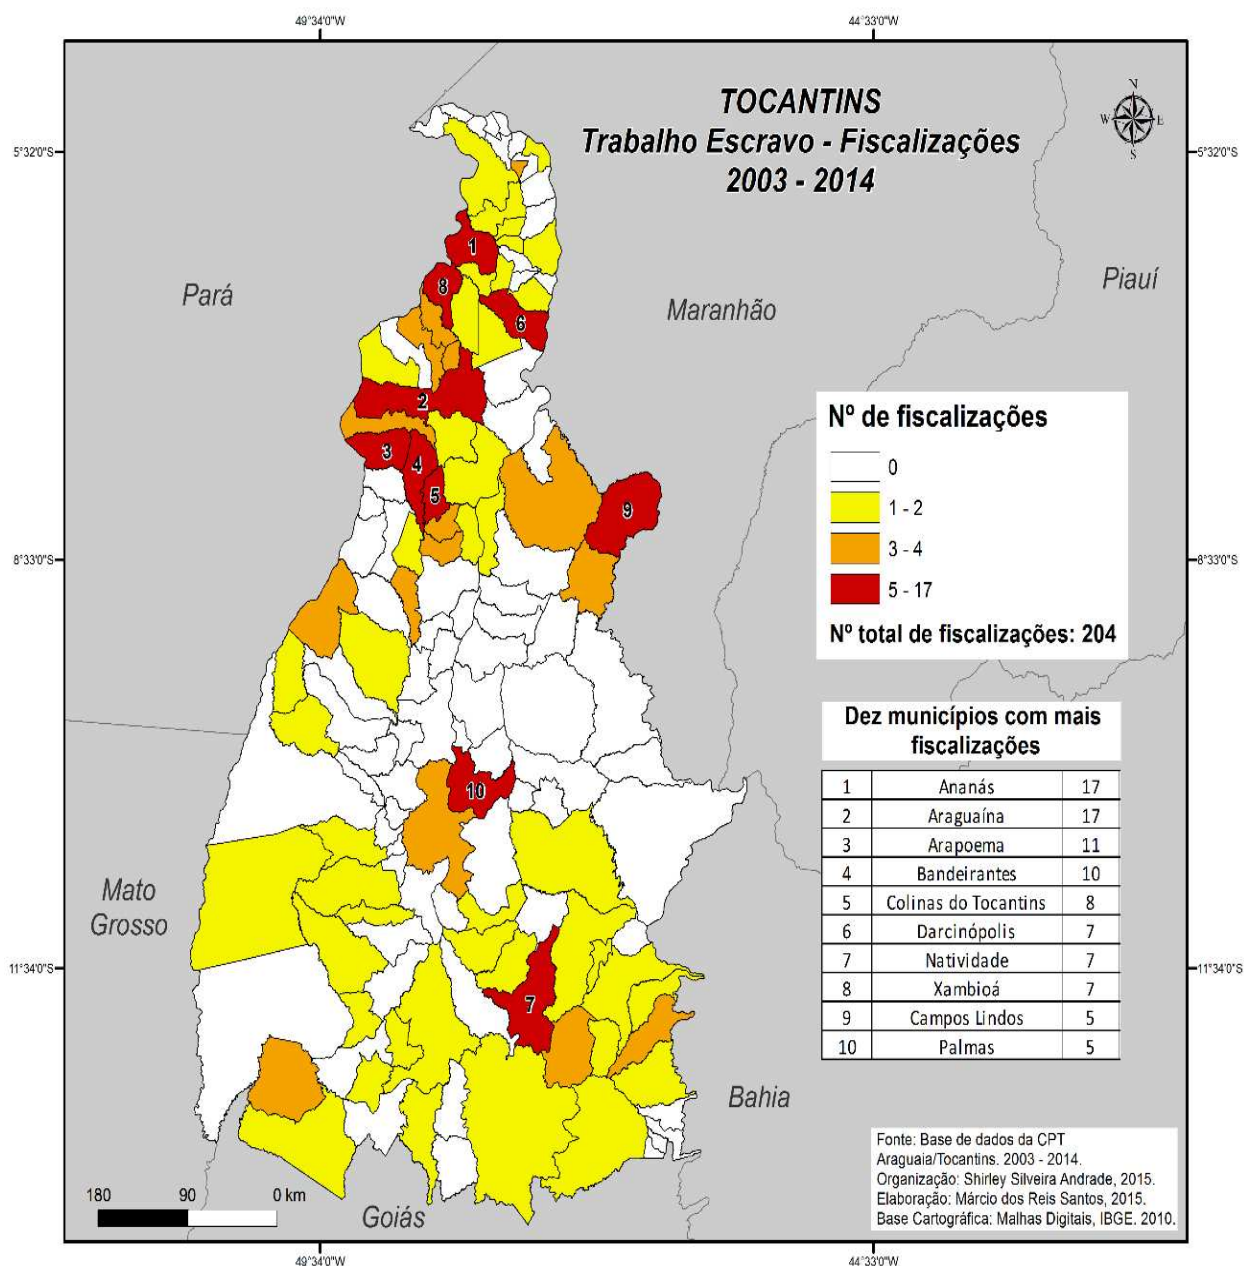 49°34'0"W
44°33'0"W
TOCANTINS
Trabalho Escravo - Fiscalizações
2003 - 2014
N
W
E
S
5°32'0"S
5°32'0"S
Pará
Maranhão
Piauí
1
8
6
2
3
4
5
9
Nº de fiscalizações
0
1 - 2
3 - 4
5 - 17
Nº total de fiscalizações: 204
8°33'0"S
8°33'0"S
Dez municípios com mais
fiscalizações
1 Ananás 17
2 Araguaína 17
3 Arapoema 11
4 Bandeirantes 10
5 Colinas do Tocantins 8
6 Darcinópolis 7
7 Natividade 7
8 Xambioá 7
9 Campos Lindos 5
10 Palmas 5
10
Mato
Grosso
11°34'0"S
11°34'0"S
7
Bahia
Goiás
180 90 0 km
Fonte: Base de dados da CPT
Araguaia/Tocantins. 2003 - 2014.
Organização: Shirley Silveira Andrade, 2015.
Elaboração: Márcio dos Reis Santos, 2015.
Base Cartográfica: Malhas Digitais, IBGE. 2010.
49°34'0"W
44°33'0"W